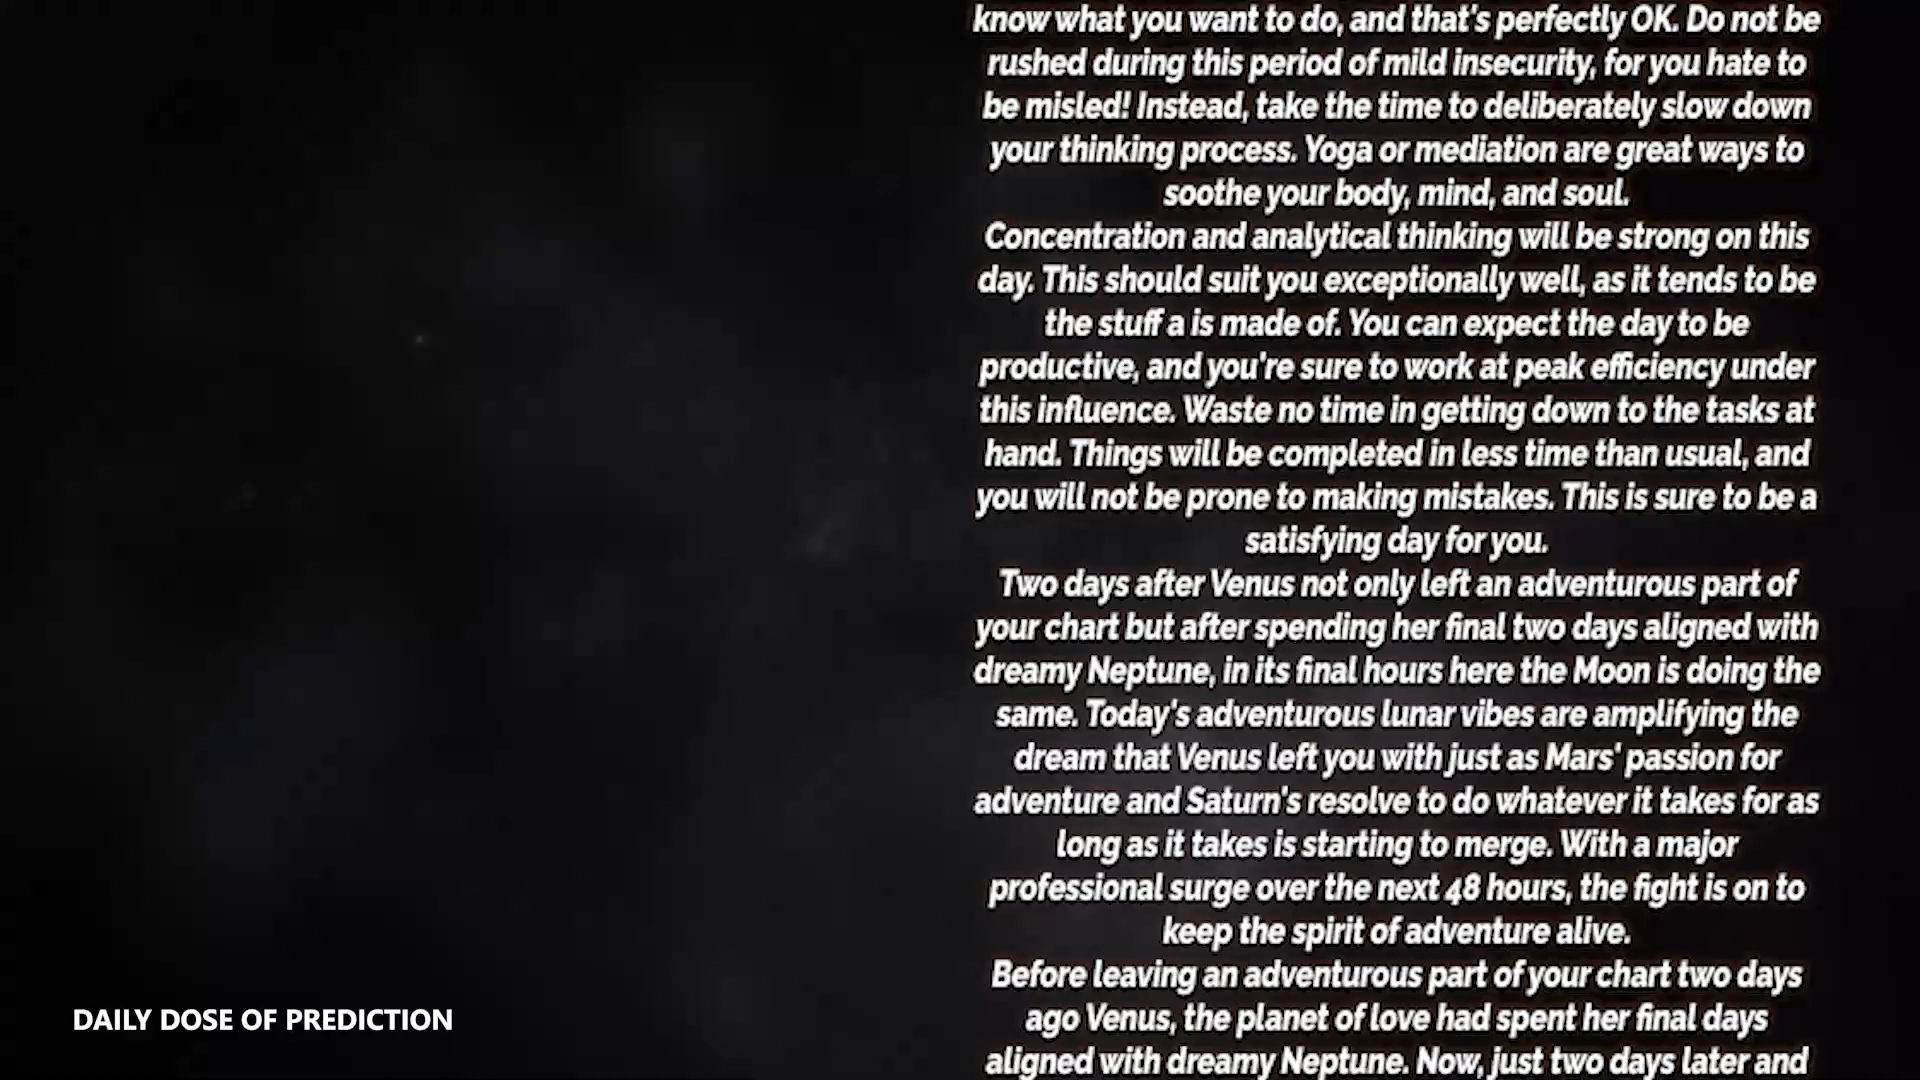 know what you want to do, and that's perfectly OK. Do not be
rushed during this period of mild insecurity, for you hate to
be misled! Instead, take the time to deliberately slow down
your thinking process. Yoga or mediation are great ways to
soothe your body, mind, and soul.
Concentration and analytical thinking will be strong on this
day. This should suit you exceptionally well, as it tends to be
the stuff a is made of. You can expect the day to be
productive, and you're sure to work at peak efficiency under
this influence. Waste no time in getting down to the tasks at
hand. Things will be completed in less time than usual, and
you will not be prone to making mistakes. This is sure to be a
satisfying day for you.
Two days after Venus not only left an adventurous part of
your chart but after spending her final two days aligned with
dreamy Neptune, in its final hours here the Moon is doing the
same. Today's adventurous lunar vibes are amplifying the
dream that Venus left you with just as Mars' passion for
adventure and Saturn's resolve to do whatever it takes for as
long as it takes is starting to merge. With a major
professional surge over the next 48 hours, the fight is on to
keep the spirit of adventure alive.
Before leaving an adventurous part of your chart two days
ago Venus, the planet of love had spent her final days
aligned with dreamy Neptune. Now, just two days later and
DAILY DOSE OF PREDICTION